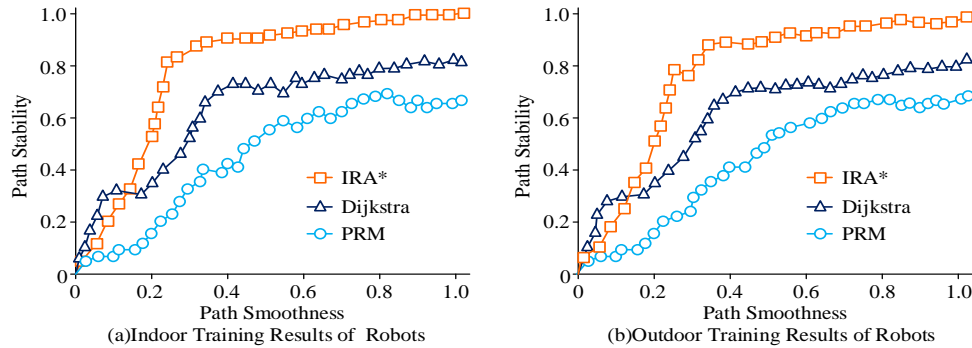 Path Stability
1.0
0.8
0.6
0.4
0.2
0
IRA*
Dijkstra
PRM
0 0.2 0.4 0.6 0.8 1.0
Path Smoothness
(a)Indoor Training Results of Robots
Path Stability
1.0
0.8
0.6
0.4
0.2
0
IRA*
Dijkstra
PRM
0 0.2 0.4 0.6 0.8 1.0
Path Smoothness
(b)Outdoor Training Results of Robots